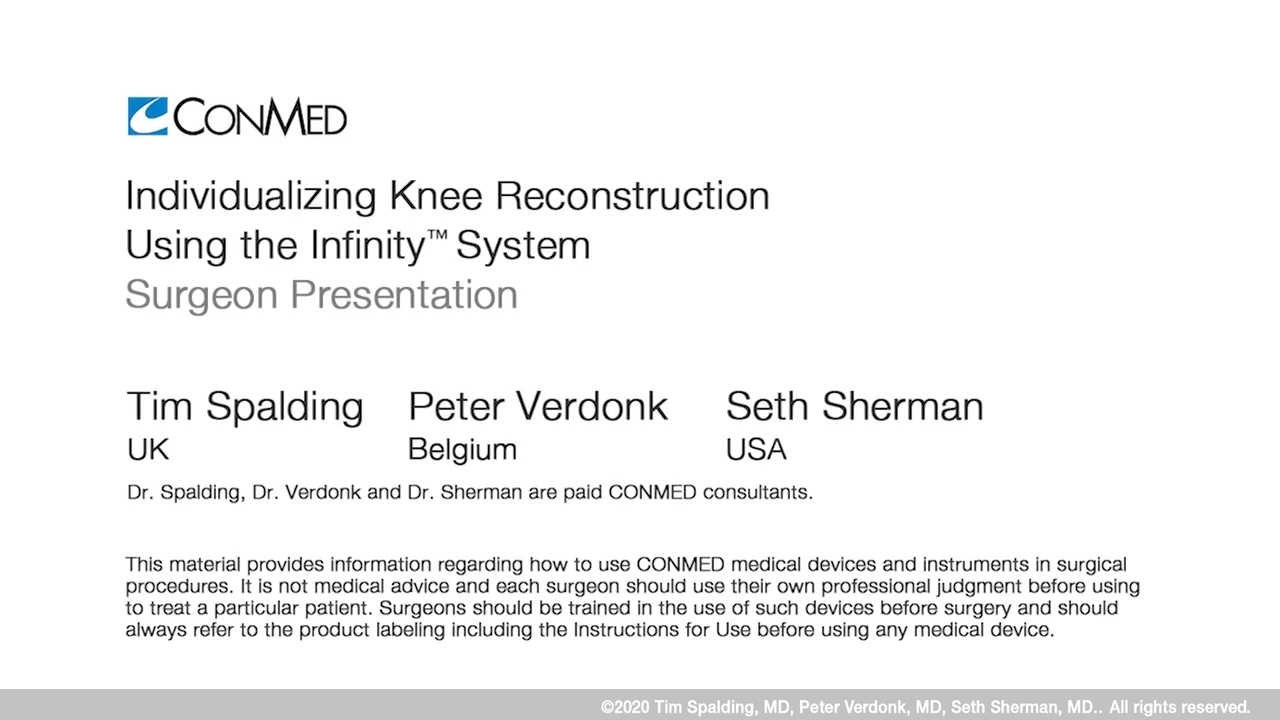 CONMED
Individualizing Knee Reconstruction
Using the Infinity™ System
Surgeon Presentation
Tim Spalding Peter Verdonk Seth Sherman
UK Belgium USA
Dr. Spalding, Dr. Verdonk and Dr. Sherman are paid CONMED consultants.
This material provides information regarding how to use CONMED medical devices and instruments in surgical
procedures. It is not medical advice and each surgeon should use their own professional judgment before using
to treat a particular patient. Surgeons should be trained in the use of such devices before surgery and should
always refer to the product labeling including the Instructions for Use before using any medical device.
©2020 Tim Spalding, MD, Peter Verdonk, MD, Seth Sherman, MD.. All rights reserved.